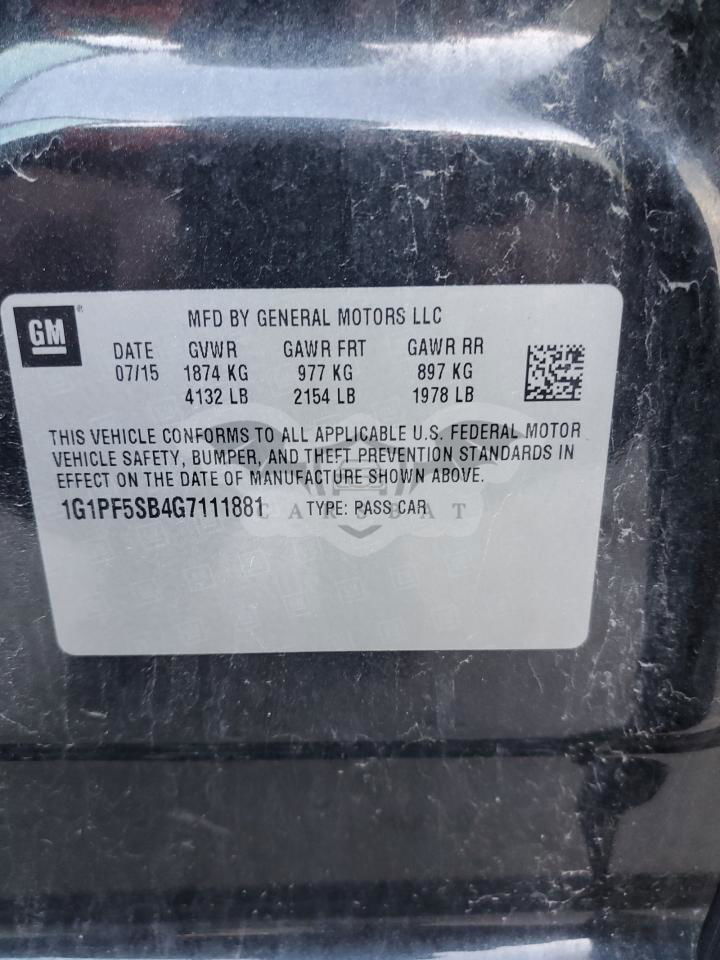 GM
MFD BY GENERAL MOTORS LLC
DATE GVWR GAWR FRT GAWR RR
07/15 1874 KG 977 KG 897 KG
4132 LB 2154 LB 1978 LB
THIS VEHICLE CONFORMS TO ALL APPLICABLE U.S. FEDERAL MOTOR
VEHICLE SAFETY, BUMPER, AND THEFT PREVENTION STANDARDS IN
EFFECT ON THE DATE OF MANUFACTURE SHOWN ABOVE.
1G1PF5SB4G7111881 TYPE: PASS CAR
CARSBAT